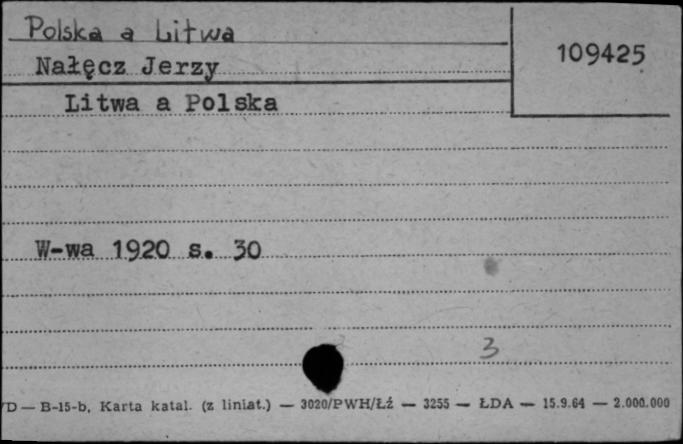 Polska a Litwa
109425
Nałęcz Jerzy
Litwa a Polska
W-wa 1920 s. 30
3
/D — B-15-b, Karta katal. (z liniat.) — 3020/PWH/Łź — 3255 — ŁDA — 15.9.64 — 2.000.000